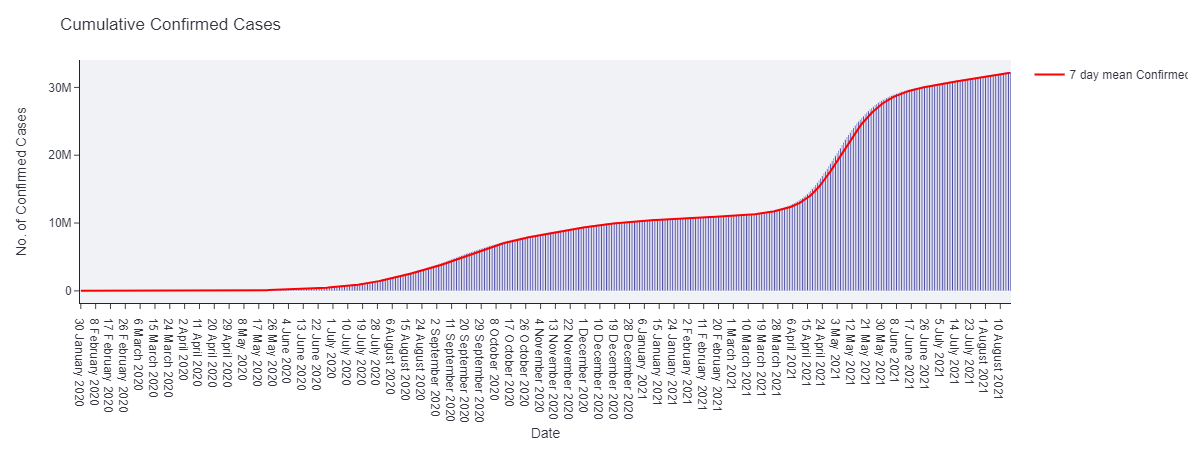 Cumulative Confirmed Cases
7 day mean Confirmed
30M
20M
10M
0
No. of Confirmed Cases
30 January 2020
8 February 2020
17 February 2020
26 February 2020
6 March 2020
15 March 2020
24 March 2020
2 April 2020
11 April 2020
20 April 2020
29 April 2020
8 May 2020
17 May 2020
26 May 2020
4 June 2020
13 June 2020
22 June 2020
1 July 2020
10 July 2020
19 July 2020
28 July 2020
6 August 2020
15 August 2020
24 August 2020
2 September 2020
11 September 2020
20 September 2020
29 September 2020
8 October 2020
17 October 2020
26 October 2020
4 November 2020
13 November 2020
22 November 2020
1 December 2020
10 December 2020
19 December 2020
28 December 2020
6 January 2021
15 January 2021
24 January 2021
2 February 2021
11 February 2021
20 February 2021
1 March 2021
10 March 2021
19 March 2021
28 March 2021
6 April 2021
15 April 2021
24 April 2021
3 May 2021
12 May 2021
21 May 2021
30 May 2021
8 June 2021
17 June 2021
26 June 2021
5 July 2021
14 July 2021
23 July 2021
1 August 2021
10 August 2021
Date